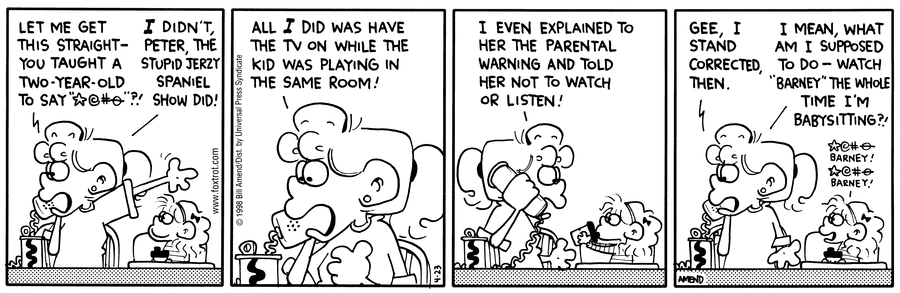 LET ME GET
THIS STRAIGHT–
YOU TAUGHT A
TWO-YEAR-OLD
TO SAY "☆@#⊖"?!
I DIDN'T,
PETER, THE
STUPID JERZY
SPANIEL
SHOW DID!
www.foxtrot.com
© 1998 Bill Amend/Dist. by Universal Press Syndicate
ALL I DID WAS HAVE
THE TV ON WHILE THE
KID WAS PLAYING IN
THE SAME ROOM!
4-23
I EVEN EXPLAINED TO
HER THE PARENTAL
WARNING AND TOLD
HER NOT TO WATCH
OR LISTEN!
GEE, I
STAND
CORRECTED,
THEN.
I MEAN, WHAT
AM I SUPPOSED
TO DO – WATCH
"BARNEY" THE WHOLE
TIME I'M
BABYSITTING?!
☆@#⊖
BARNEY!
☆@#⊖
BARNEY!
AMEND